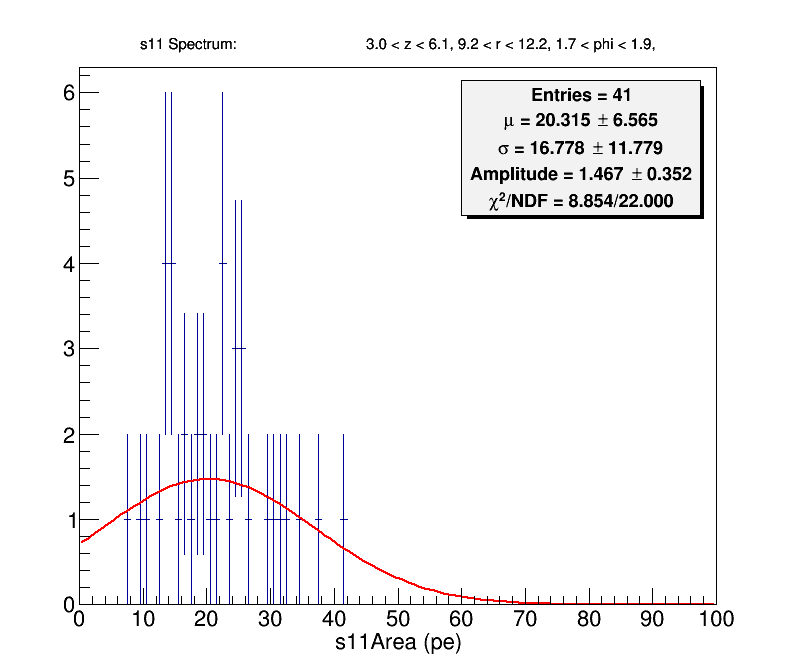 s11 Spectrum: 3.0 < z < 6.1, 9.2 < r < 12.2, 1.7 < phi < 1.9,
Entries = 41
μ = 20.315 ± 6.565
σ = 16.778 ± 11.779
Amplitude = 1.467 ± 0.352
χ²/NDF = 8.854/22.000
6
5
4
3
2
1
0
0 10 20 30 40 50 60 70 80 90 100
s11Area (pe)